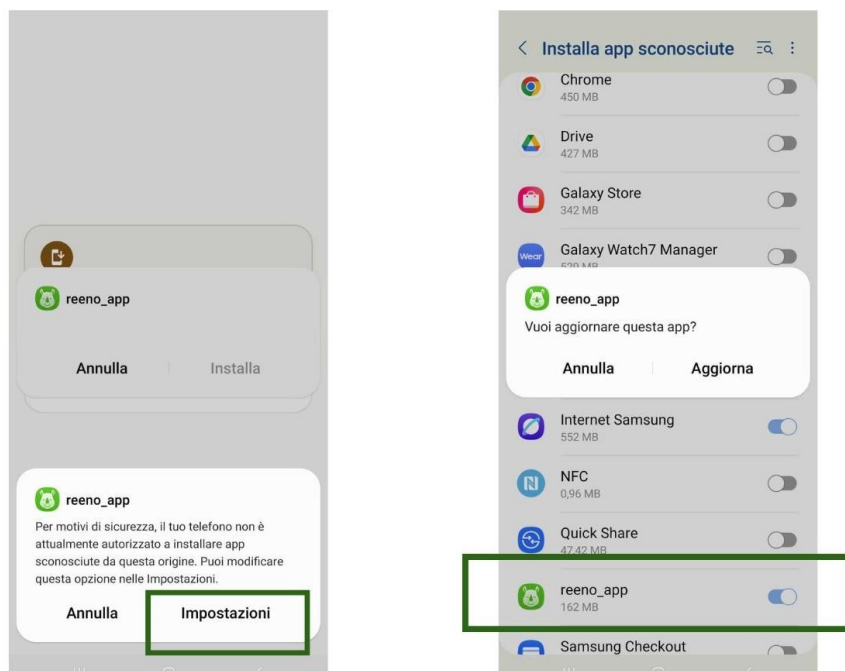 reeno_app
Annulla
Installa
reeno_app
Per motivi di sicurezza, il tuo telefono non è
attualmente autorizzato a installare app
sconosciute da questa origine. Puoi modificare
questa opzione nelle Impostazioni.
Annulla
Impostazioni
Installa app sconosciute
Chrome
450 MB
Drive
427 MB
Galaxy Store
342 MB
Wear
Galaxy Watch7 Manager
529 MB
reeno_app
Vuoi aggiornare questa app?
Annulla
Aggiorna
Internet Samsung
552 MB
N
NFC
0,96 MB
Quick Share
47,42 MB
reeno_app
162 MB
Samsung Checkout